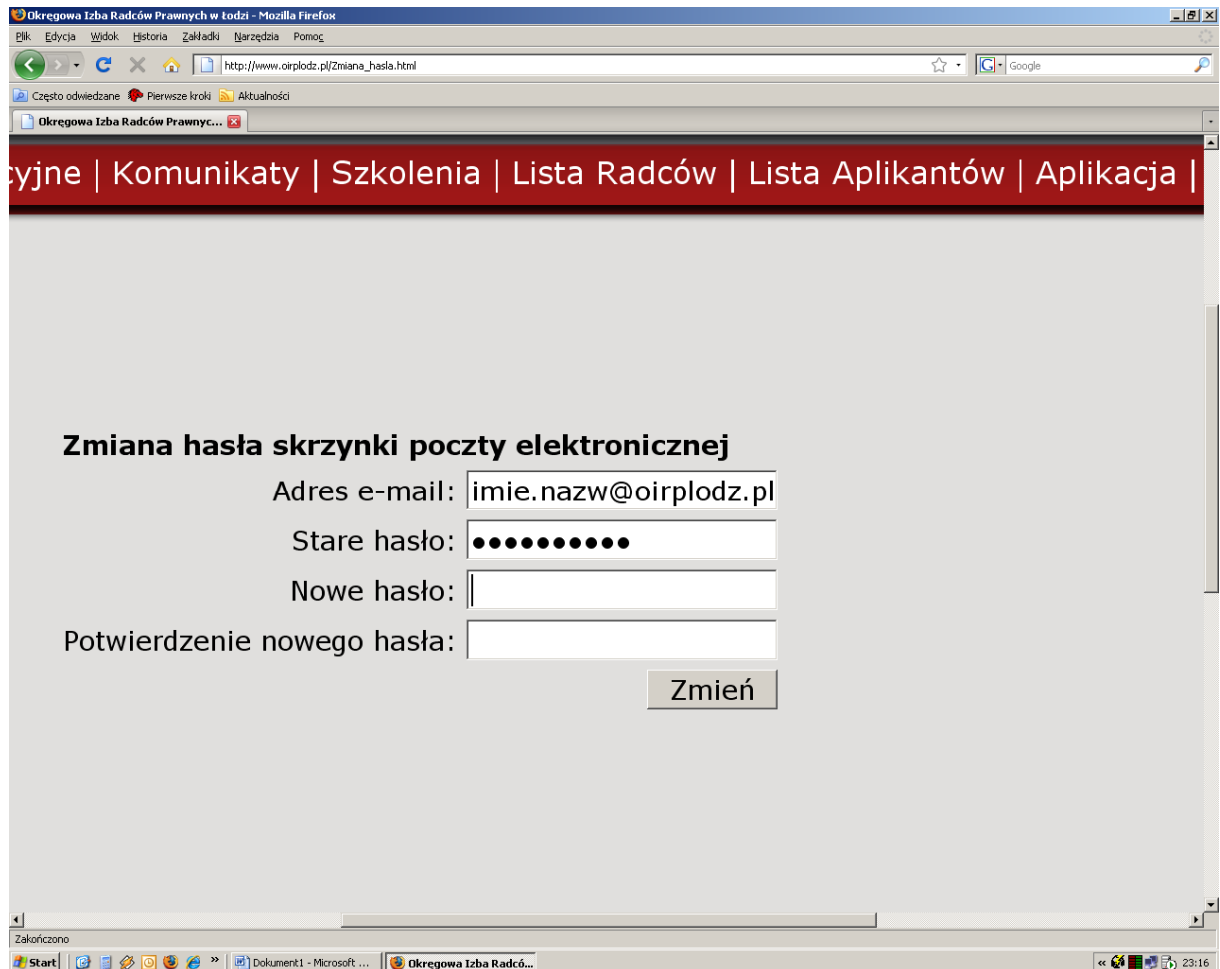 Okręgowa Izba Radców Prawnych w Łodzi - Mozilla Firefox
Plik Edycja Widok Historia Zakładki Narzędzia Pomoc
http://www.oirplodz.pl/Zmiana_hasla.html
G Google
Często odwiedzane Pierwsze kroki Aktualności
Okręgowa Izba Radców Prawnyc...
cyjne | Komunikaty | Szkolenia | Lista Radców | Lista Aplikantów | Aplikacja |
Zmiana hasła skrzynki poczty elektronicznej
Adres e-mail: imie.nazw@oirplodz.pl
Stare hasło: ●●●●●●●●●●
Nowe hasło:
Potwierdzenie nowego hasła:
Zmień
Zakończono
Start » Dokument1 - Microsoft ... Okręgowa Izba Radcó... « 23:16